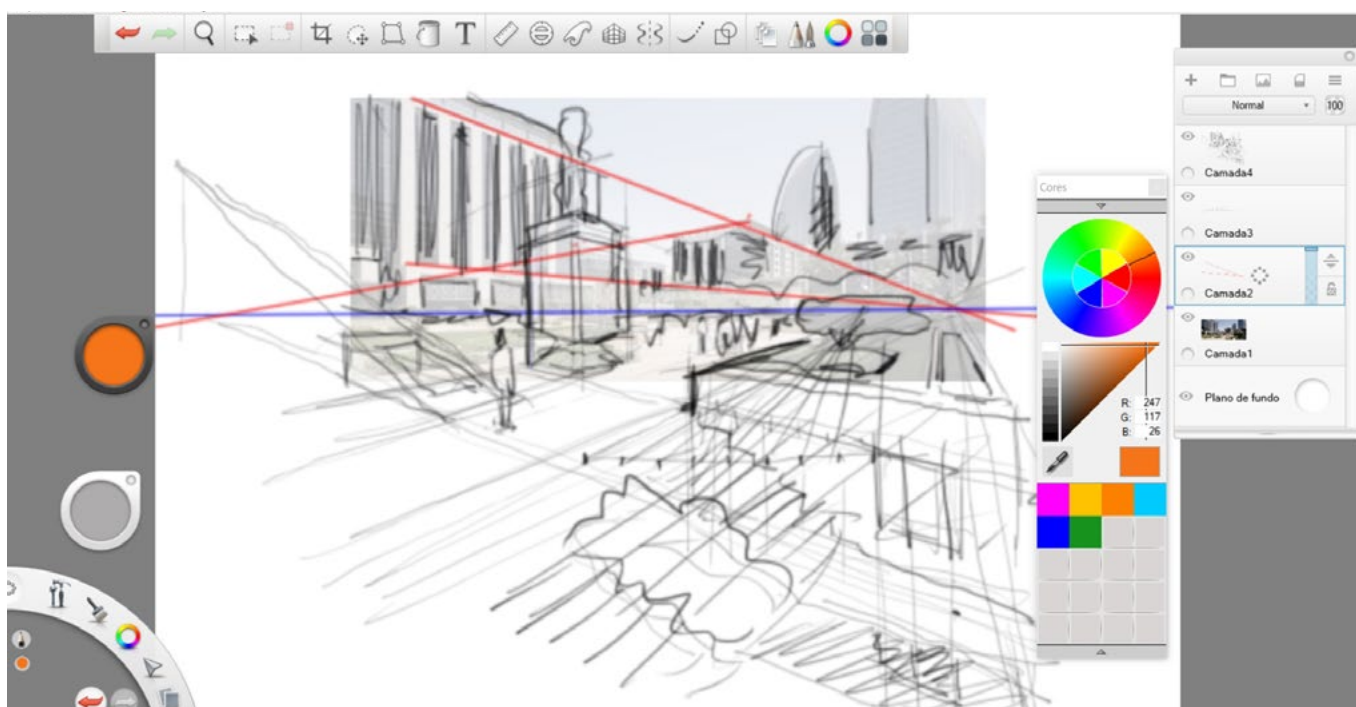 T
Normal
100
Camada4
Camada3
Camada2
Camada1
Plano de fundo
Cores
R: 247
G: 117
B: 26